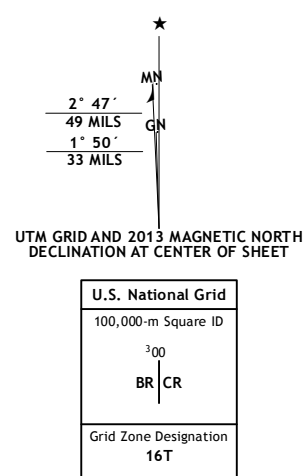 ★
MN
2° 47´
49 MILS
GN
1° 50´
33 MILS
UTM GRID AND 2013 MAGNETIC NORTH
DECLINATION AT CENTER OF SHEET
U.S. National Grid
100,000-m Square ID
³00
BR CR
Grid Zone Designation
16T